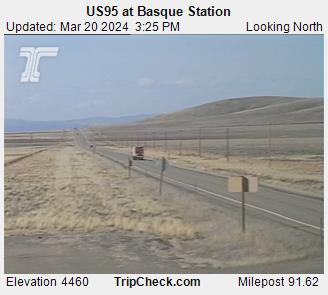 US95 at Basque Station
Updated: Mar 20 2024 3:25 PM Looking North
Elevation 4460 TripCheck.com Milepost 91.62